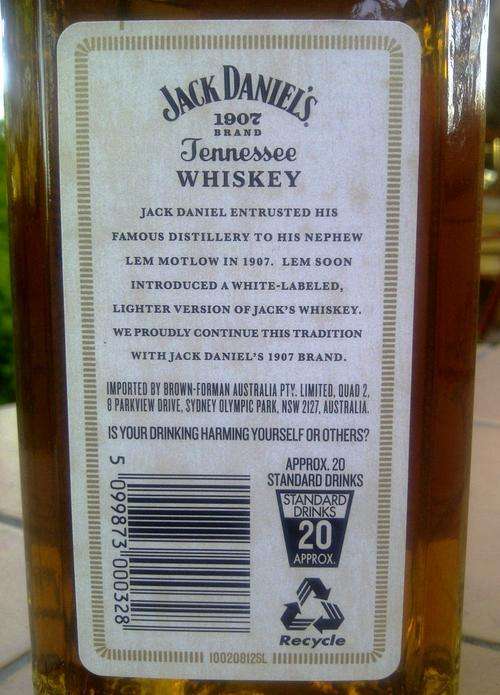 JACK DANIEL'S
1907
BRAND
Tennessee
WHISKEY
JACK DANIEL ENTRUSTED HIS
FAMOUS DISTILLERY TO HIS NEPHEW
LEM MOTLOW IN 1907. LEM SOON
INTRODUCED A WHITE-LABELED,
LIGHTER VERSION OF JACK'S WHISKEY.
WE PROUDLY CONTINUE THIS TRADITION
WITH JACK DANIEL'S 1907 BRAND.
IMPORTED BY BROWN-FORMAN AUSTRALIA PTY. LIMITED, QUAD 2,
8 PARKVIEW DRIVE, SYDNEY OLYMPIC PARK, NSW 2127, AUSTRALIA.
IS YOUR DRINKING HARMING YOURSELF OR OTHERS?
5 099873 000328
APPROX. 20
STANDARD DRINKS
STANDARD
DRINKS
20
APPROX.
Recycle
10020812SL